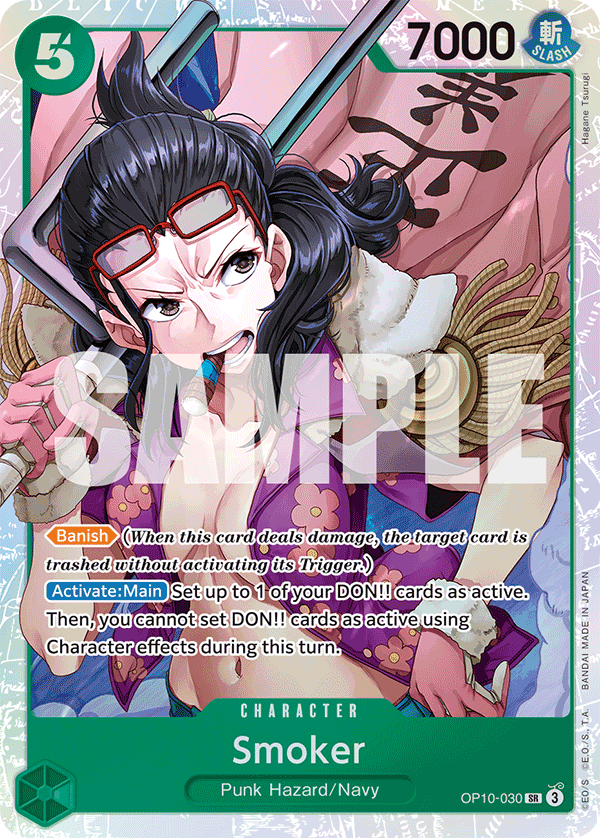 5
7000
斬
SLASH
Hagane Tsurugi
SAMPLE
Banish (When this card deals damage, the target card is
trashed without activating its Trigger.)
Activate:Main Set up to 1 of your DON!! cards as active.
Then, you cannot set DON!! cards as active using
Character effects during this turn.
CHARACTER
Smoker
Punk Hazard/Navy
OP10-030 SR 3
©EO/S ©E.O./S., T.A. BANDAI MADE IN JAPAN